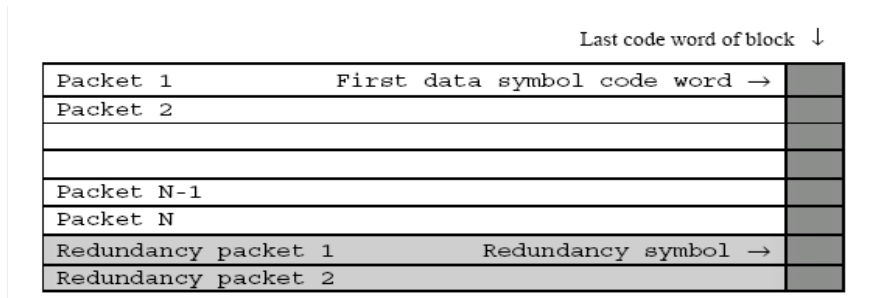 Last code word of block ↓
Packet 1 First data symbol code word →
Packet 2
Packet N-1
Packet N
Redundancy packet 1 Redundancy symbol →
Redundancy packet 2